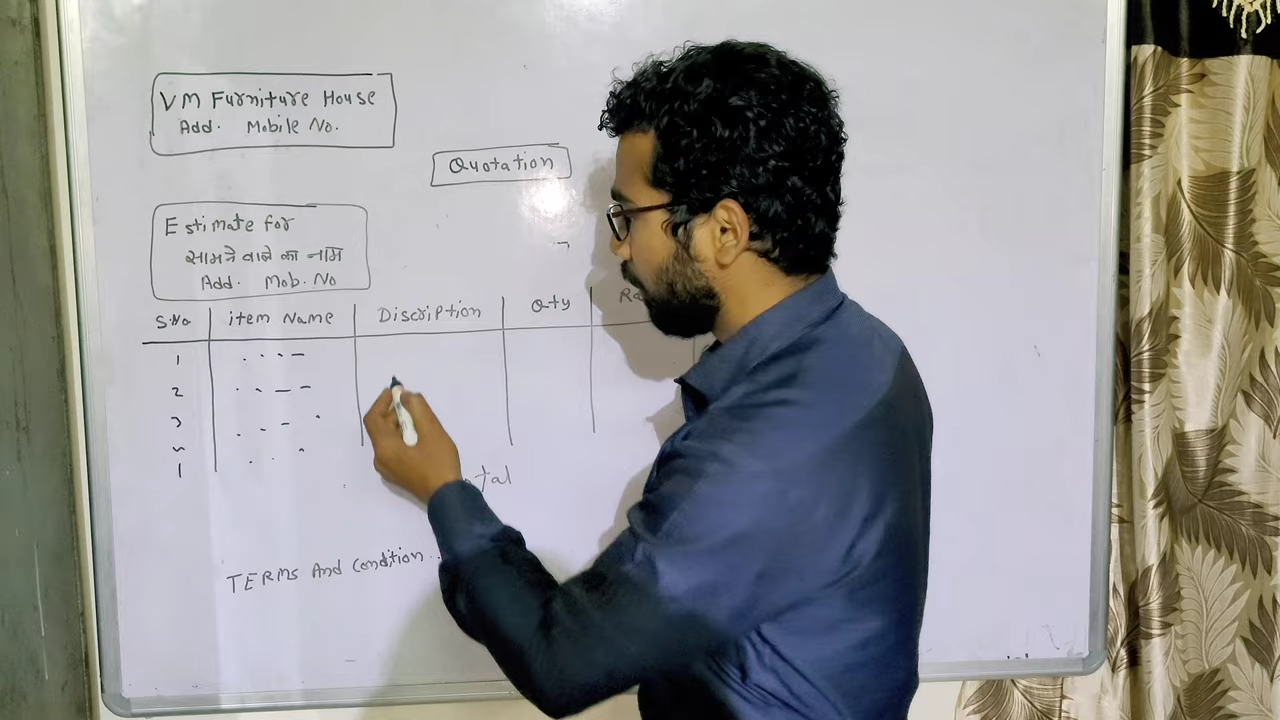 VM Furniture House
Add. Mobile No.
Quotation
Estimate for
सामने वाले का नाम
Add. Mob. No
S.No item Name Discription Qty
1
2
3
TERMS And Condition ..